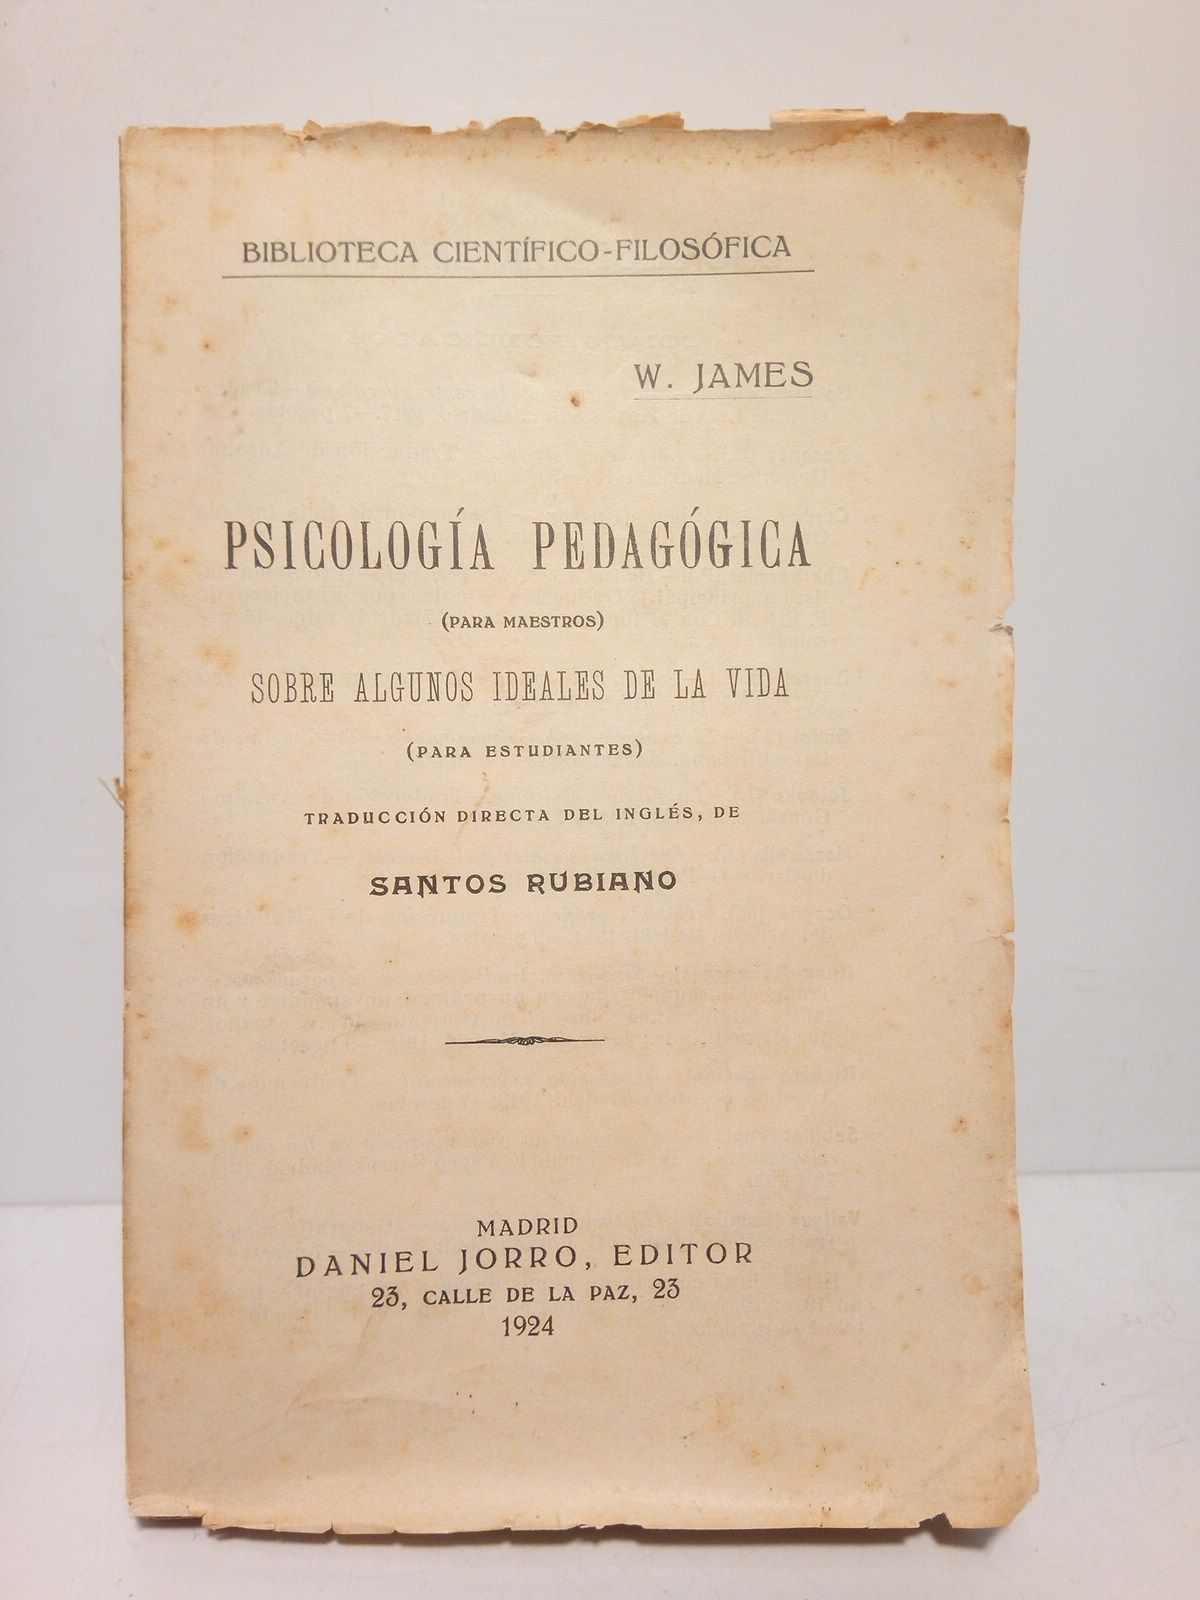 BIBLIOTECA CIENTÍFICO-FILOSÓFICA
W. JAMES
PSICOLOGÍA PEDAGÓGICA
(PARA MAESTROS)
SOBRE ALGUNOS IDEALES DE LA VIDA
(PARA ESTUDIANTES)
TRADUCCIÓN DIRECTA DEL INGLÉS, DE
SANTOS RUBIANO
MADRID
DANIEL JORRO, EDITOR
23, CALLE DE LA PAZ, 23
1924